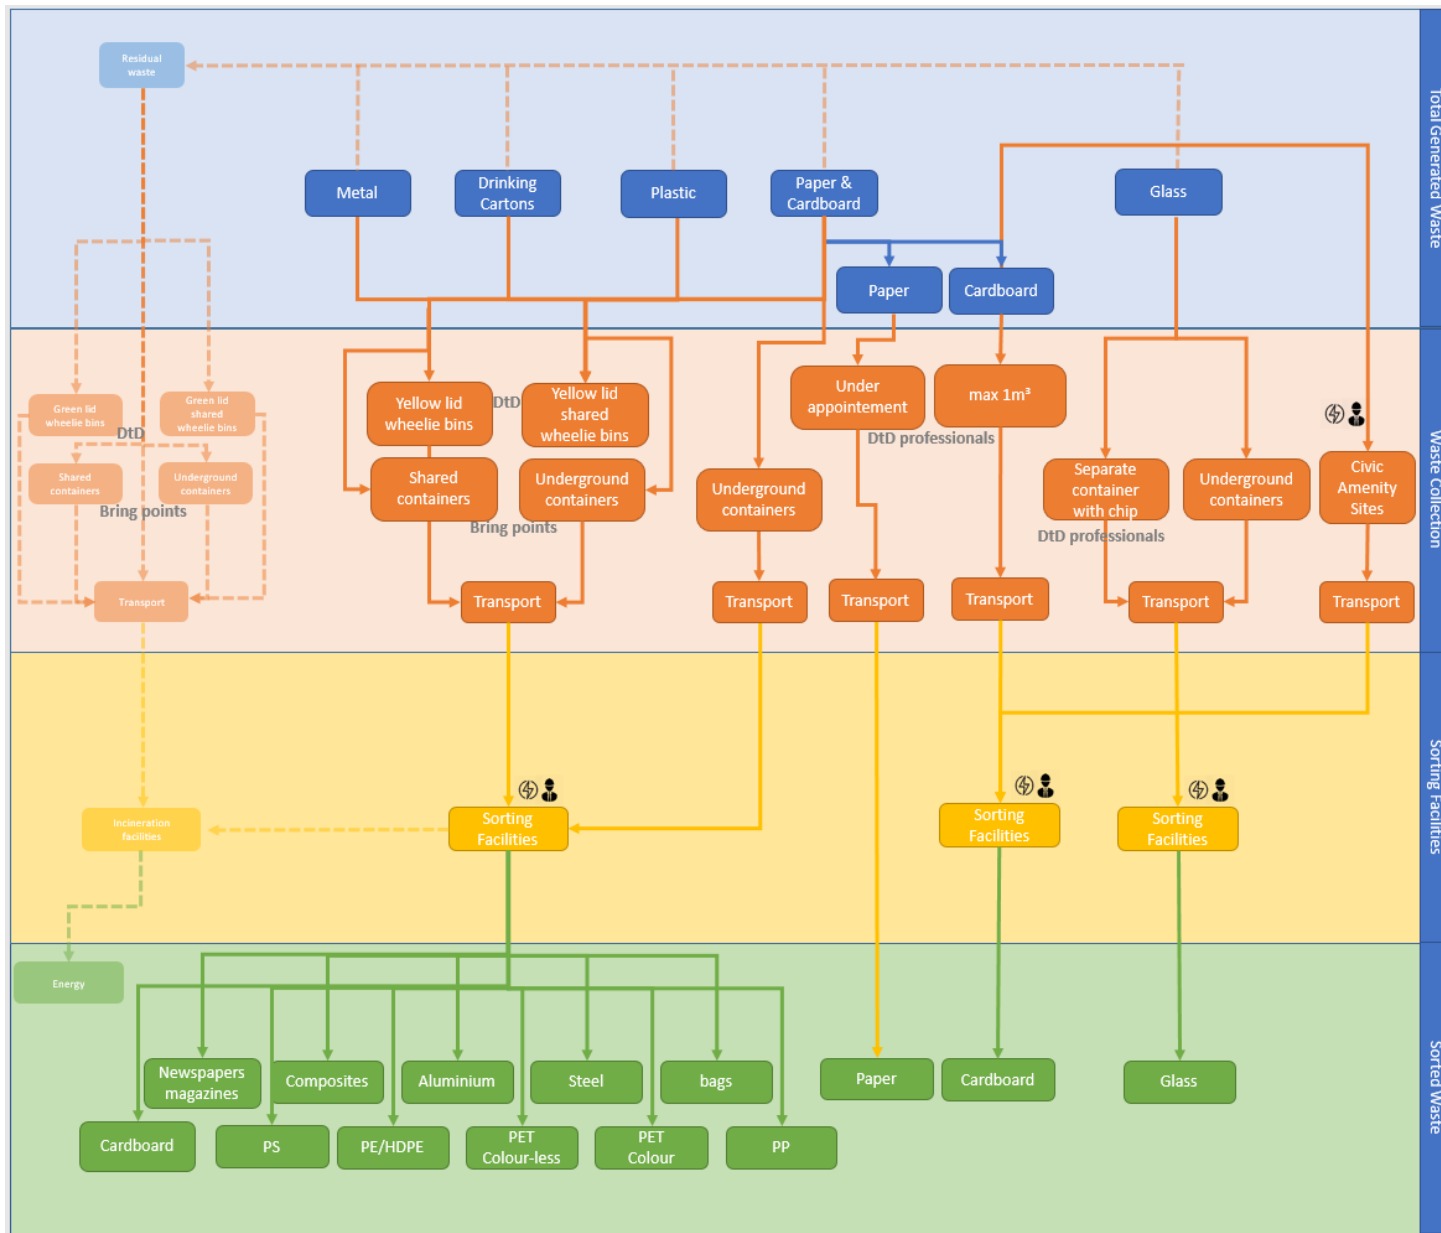 Residual
waste
Total Generated Waste
Metal
Drinking
Cartons
Plastic
Paper &
Cardboard
Glass
Paper
Cardboard
Green lid
wheelie bins
Green lid
shared
wheelie bins
DtD
Shared
containers
Underground
containers
Bring points
Transport
Yellow lid
wheelie bins
DtD
Yellow lid
shared
wheelie bins
Shared
containers
Underground
containers
Bring points
Transport
Underground
containers
Transport
Under
appointement
max 1m³
DtD professionals
Transport
Transport
Separate
container
with chip
DtD professionals
Underground
containers
Transport
Civic
Amenity
Sites
Transport
Waste Collection
Incineration
facilities
Sorting
Facilities
Sorting
Facilities
Sorting
Facilities
Sorting Facilities
Energy
Newspapers
magazines
Composites
Aluminium
Steel
bags
Paper
Cardboard
Glass
Cardboard
PS
PE/HDPE
PET
Colour-less
PET
Colour
PP
Sorted Waste